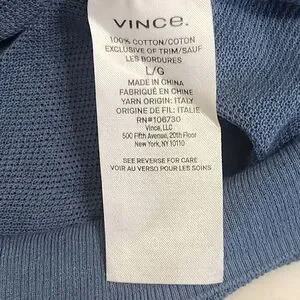 VINCE.
100% COTTON/COTON
EXCLUSIVE OF TRIM/SAUF
LES BORDURES
L/G
MADE IN CHINA
FABRIQUÉ EN CHINE
YARN ORIGIN: ITALY
ORIGINE DE FIL: ITALIE
RN#106730
Vince, LLC
500 Fifth Avenue, 20th Floor
New York, NY 10110
SEE REVERSE FOR CARE
VOIR AU VERSO POUR LES SOINS